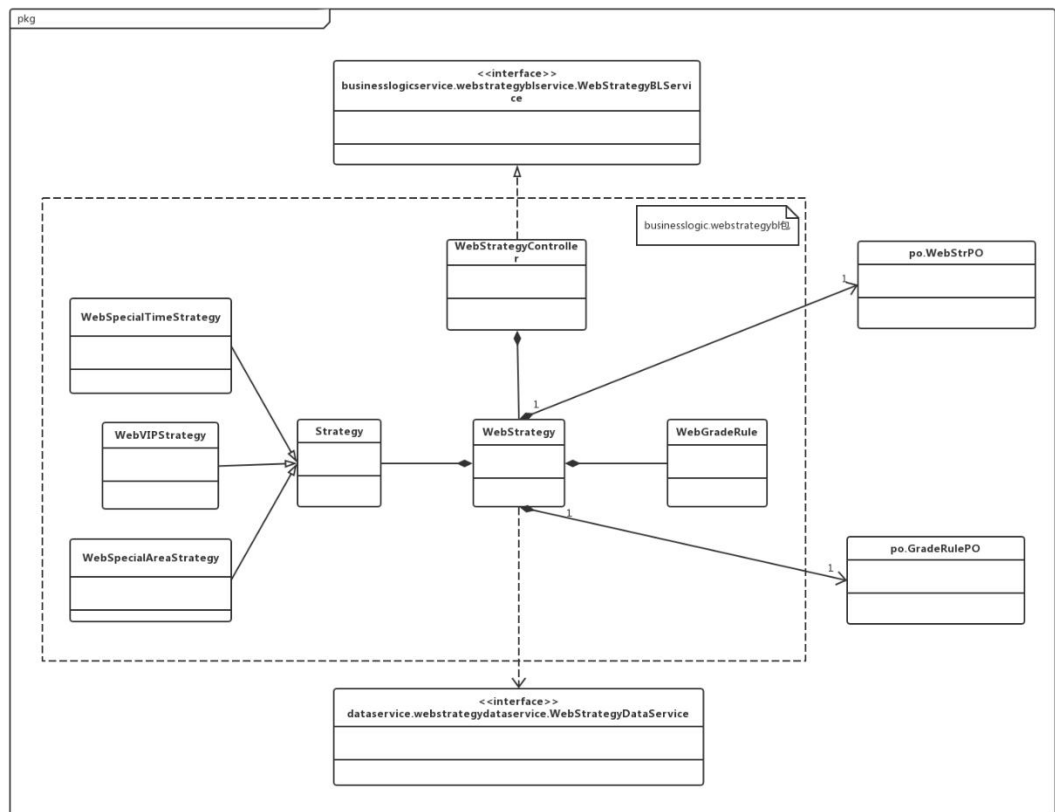 pkg
<<interface>>
businesslogicservice.webstrategyblservice.WebStrategyBLServi
ce
businesslogic.webstrategybl包
WebStrategyControlle
r
po.WebStrPO
1
WebSpecialTimeStrategy
1
WebVIPStrategy
Strategy
WebStrategy
WebGradeRule
1
WebSpecialAreaStrategy
po.GradeRulePO
1
<<interface>>
dataservice.webstrategydataservice.WebStrategyDataService